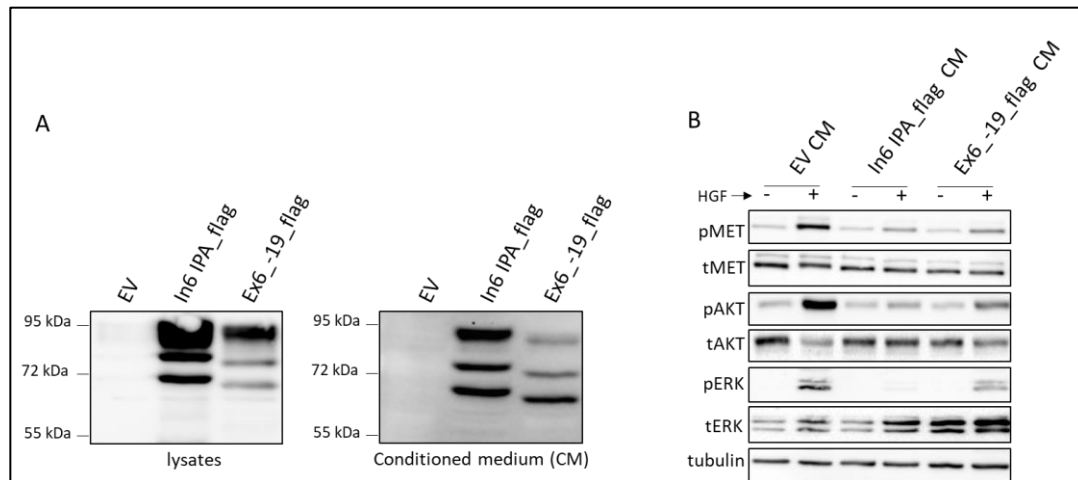 A
EV
In6 IPA_flag
Ex6_-19_flag
95 kDa
72 kDa
55 kDa
lysates
EV
In6 IPA_flag
Ex6_-19_flag
95 kDa
72 kDa
55 kDa
Conditioned medium (CM)
B
EV CM
In6 IPA_flag CM
Ex6_-19_flag CM
HGF → - + - + - +
pMET
tMET
pAKT
tAKT
pERK
tERK
tubulin